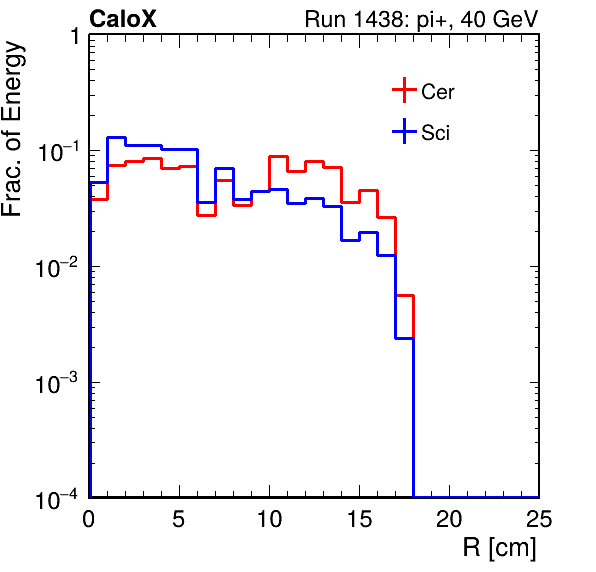 CaloX Run 1438: pi+, 40 GeV
Frac. of Energy
1
10⁻¹
10⁻²
10⁻³
10⁻⁴
Cer
Sci
0 5 10 15 20 25
R [cm]